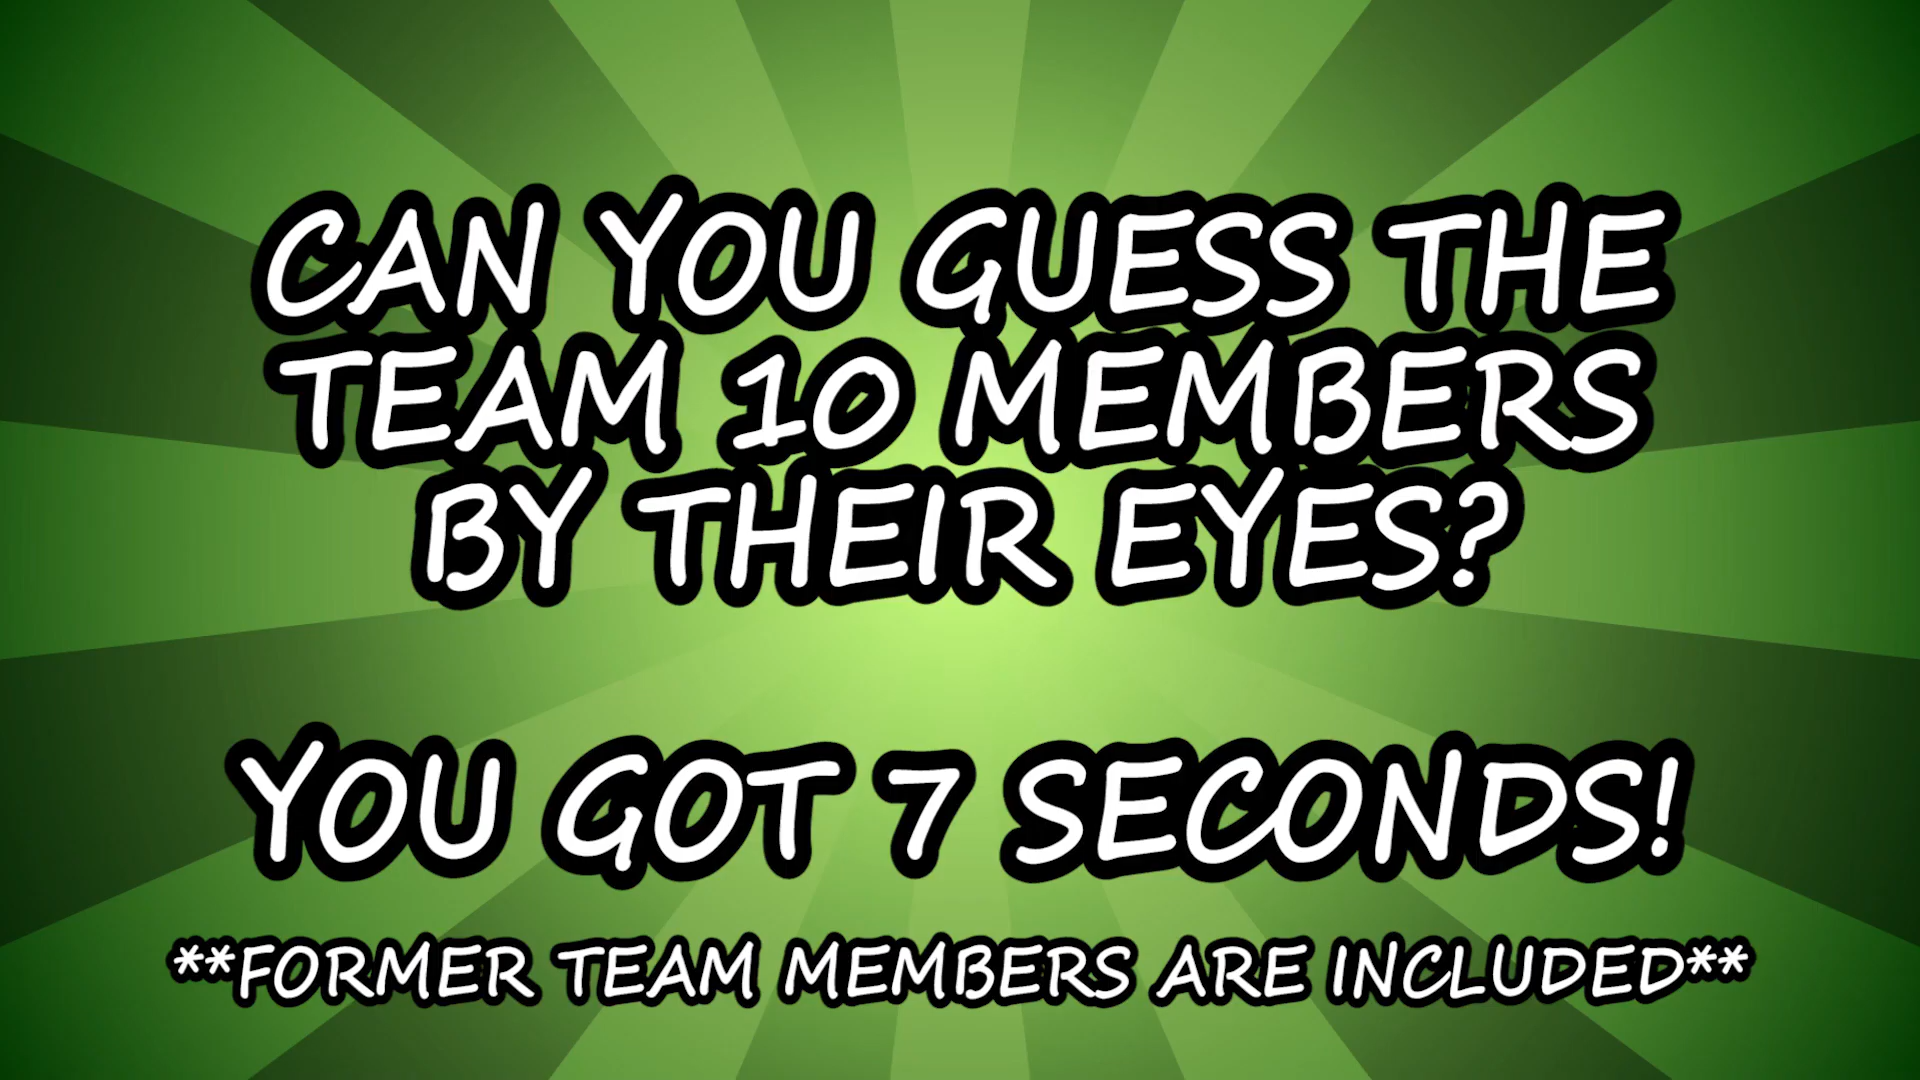 CAN YOU GUESS THE
TEAM 10 MEMBERS
BY THEIR EYES?
YOU GOT 7 SECONDS!
**FORMER TEAM MEMBERS ARE INCLUDED**